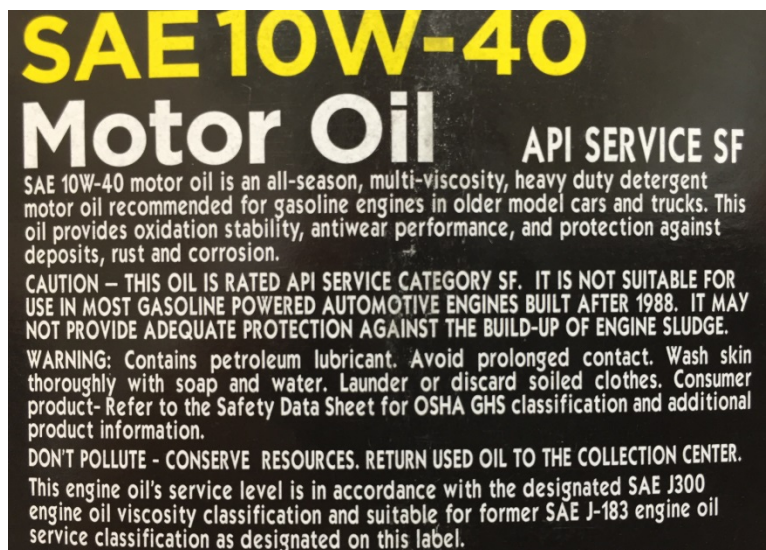 SAE 10W-40
Motor Oil API SERVICE SF
SAE 10W-40 motor oil is an all-season, multi-viscosity, heavy duty detergent
motor oil recommended for gasoline engines in older model cars and trucks. This
oil provides oxidation stability, antiwear performance, and protection against
deposits, rust and corrosion.
CAUTION – THIS OIL IS RATED API SERVICE CATEGORY SF. IT IS NOT SUITABLE FOR
USE IN MOST GASOLINE POWERED AUTOMOTIVE ENGINES BUILT AFTER 1988. IT MAY
NOT PROVIDE ADEQUATE PROTECTION AGAINST THE BUILD-UP OF ENGINE SLUDGE.
WARNING: Contains petroleum lubricant. Avoid prolonged contact. Wash skin
thoroughly with soap and water. Launder or discard soiled clothes. Consumer
product- Refer to the Safety Data Sheet for OSHA GHS classification and additional
product information.
DON'T POLLUTE - CONSERVE RESOURCES. RETURN USED OIL TO THE COLLECTION CENTER.
This engine oil's service level is in accordance with the designated SAE J300
engine oil viscosity classification and suitable for former SAE J-183 engine oil
service classification as designated on this label.